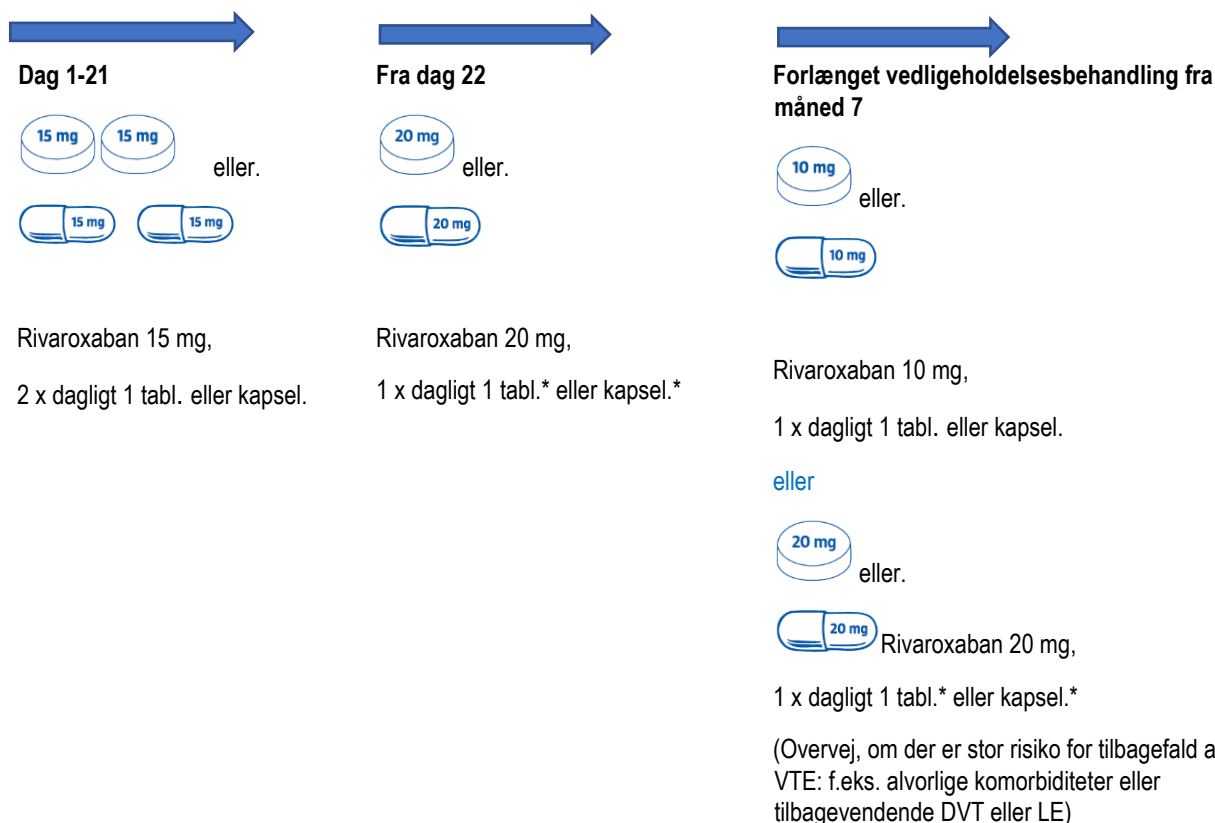 Dag 1-21
15 mg 15 mg
eller.
15 mg 15 mg
Rivaroxaban 15 mg,
2 x dagligt 1 tabl. eller kapsel.
Fra dag 22
20 mg
eller.
20 mg
Rivaroxaban 20 mg,
1 x dagligt 1 tabl.* eller kapsel.*
Forlænget vedligeholdelsesbehandling fra
måned 7
10 mg
eller.
10 mg
Rivaroxaban 10 mg,
1 x dagligt 1 tabl. eller kapsel.
eller
20 mg
eller.
20 mg Rivaroxaban 20 mg,
1 x dagligt 1 tabl.* eller kapsel.*
(Overvej, om der er stor risiko for tilbagefald a
VTE: f.eks. alvorlige komorbiditeter eller
tilbagevendende DVT eller LE)